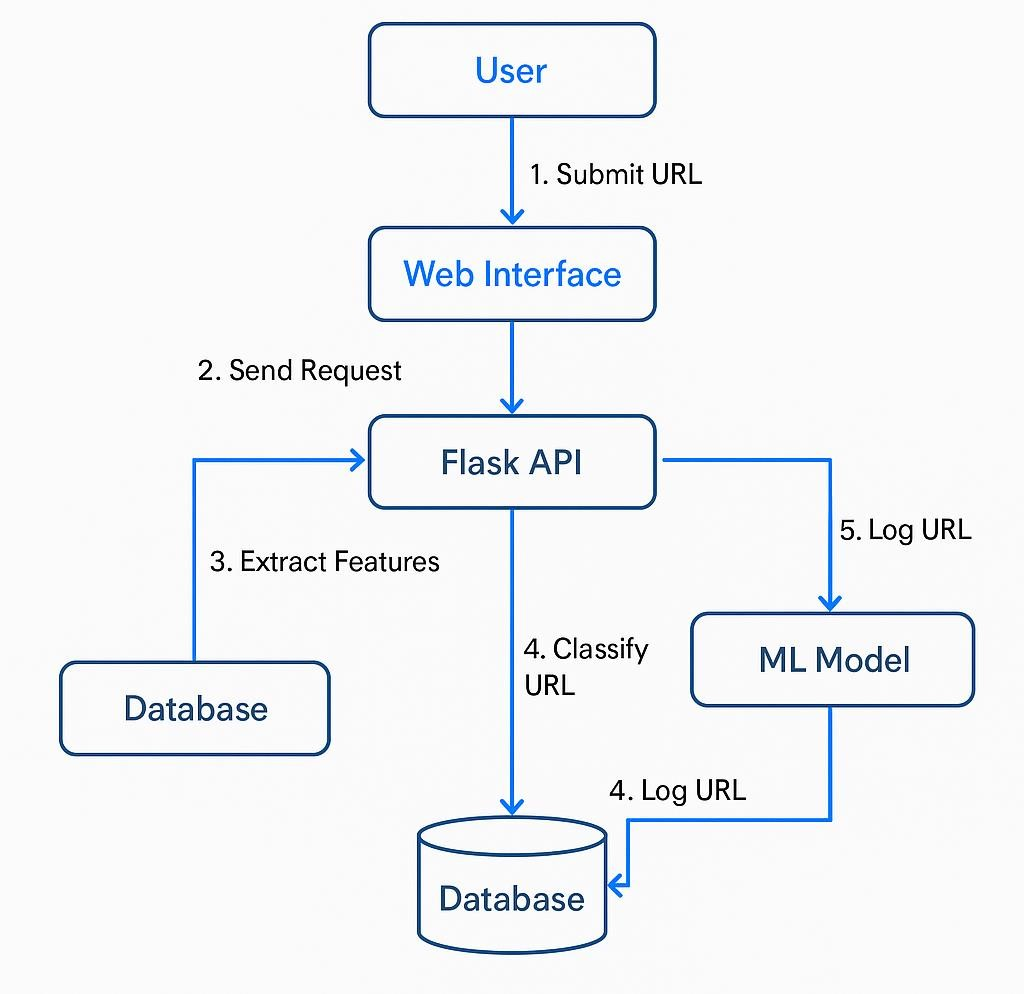 User
1. Submit URL
Web Interface
2. Send Request
Flask API
5. Log URL
3. Extract Features
4. Classify
URL
ML Model
Database
4. Log URL
Database